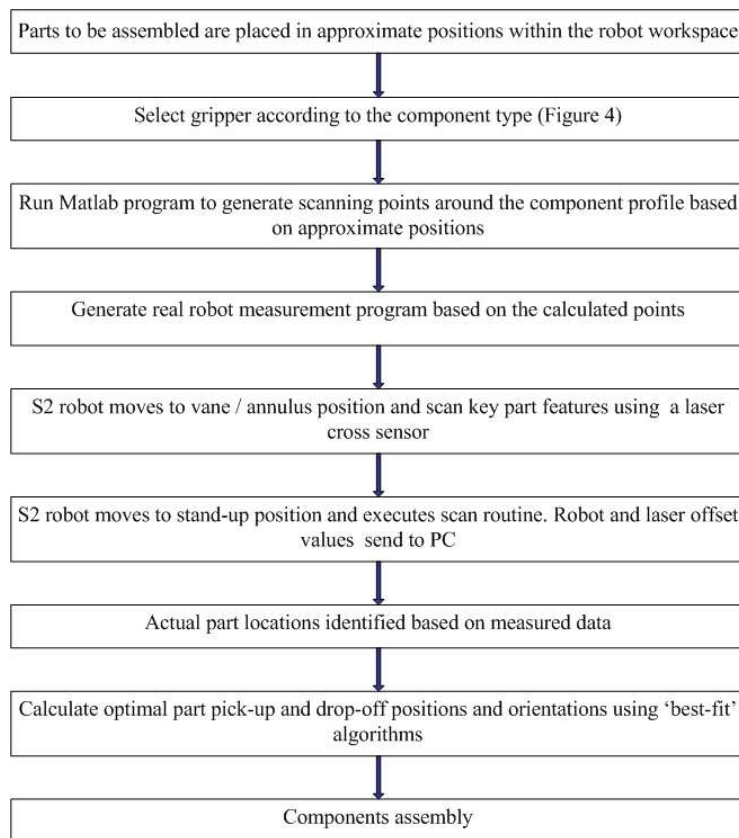 Parts to be assembled are placed in approximate positions within the robot workspace
Select gripper according to the component type (Figure 4)
Run Matlab program to generate scanning points around the component profile based
on approximate positions
Generate real robot measurement program based on the calculated points
S2 robot moves to vane / annulus position and scan key part features using a laser
cross sensor
S2 robot moves to stand-up position and executes scan routine. Robot and laser offset
values send to PC
Actual part locations identified based on measured data
Calculate optimal part pick-up and drop-off positions and orientations using ‘best-fit’
algorithms
Components assembly